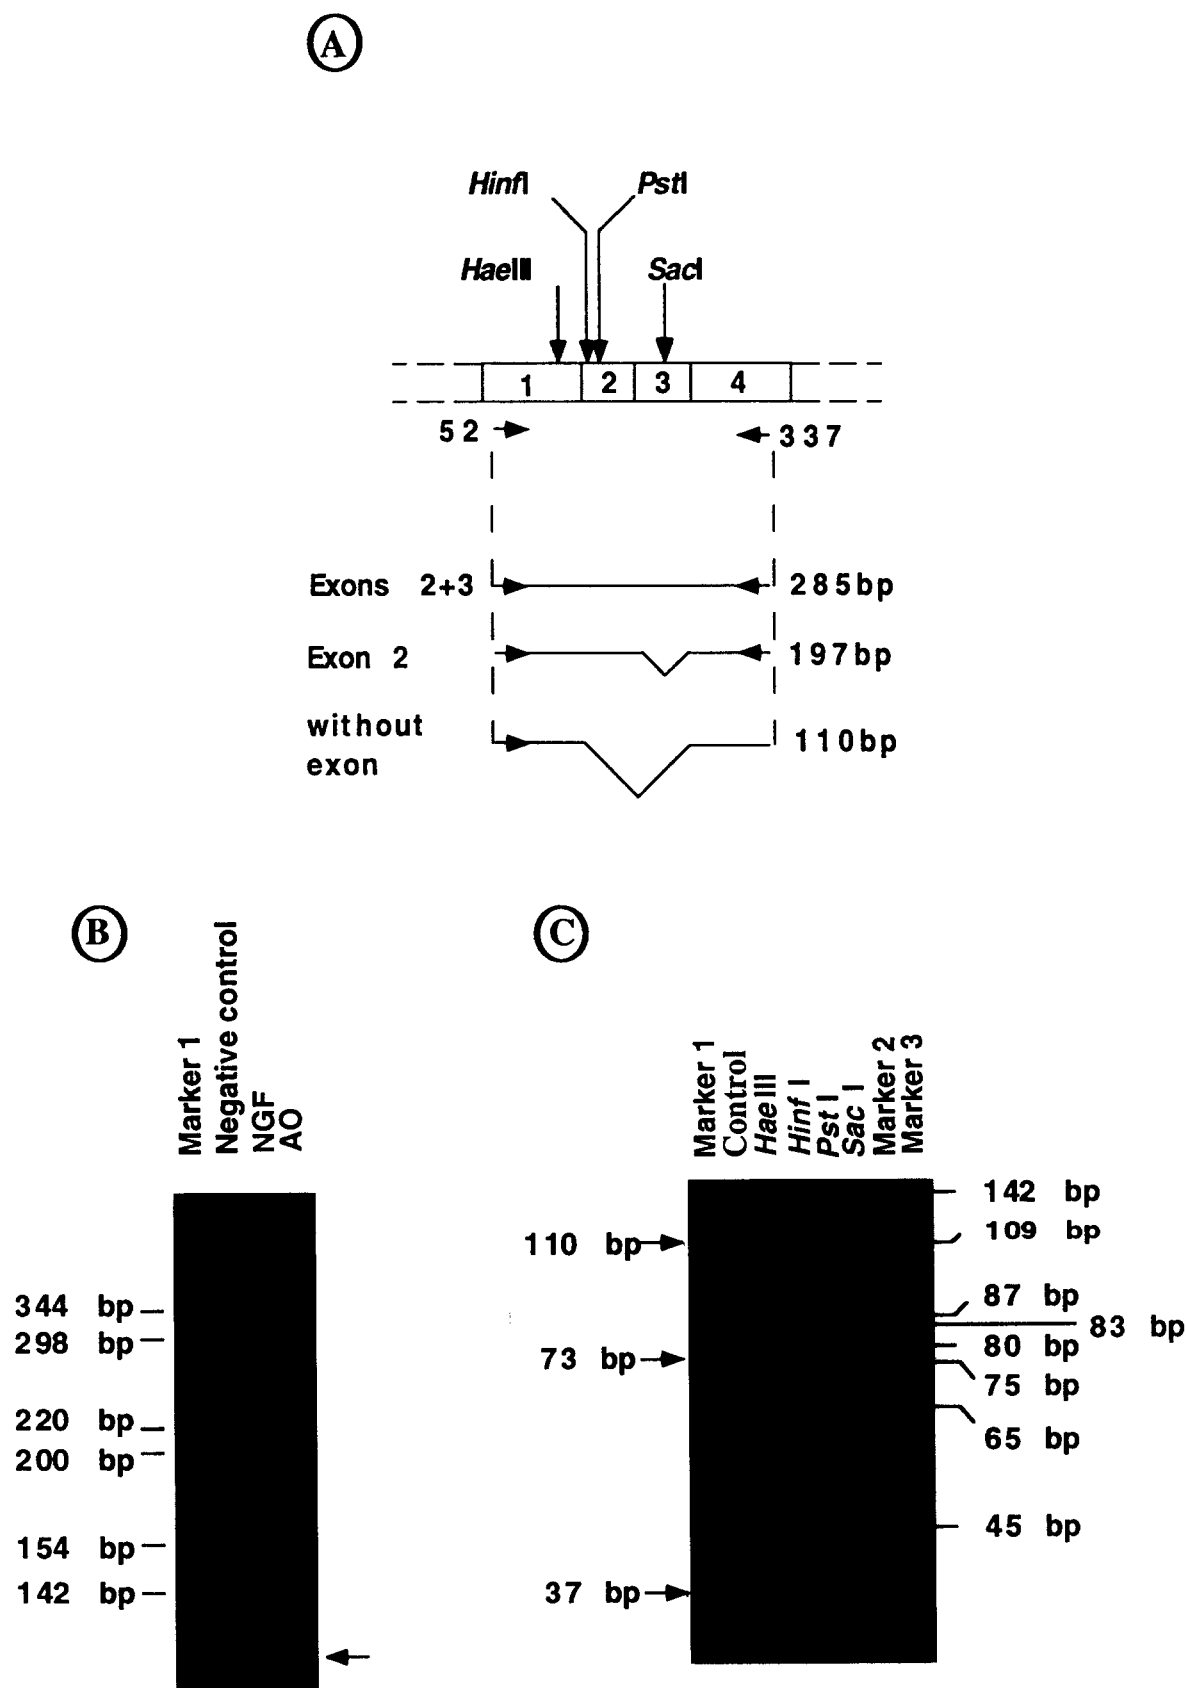 A
HinfI PstI
HaeIII SacI
1 2 3 4
52 337
Exons 2+3 285bp
Exon 2 197bp
without
exon
110bp
B
Marker 1
Negative control
NGF
AO
344 bp
298 bp
220 bp
200 bp
154 bp
142 bp
C
Marker 1
Control
HaeIII
Hinf I
Pst I
Sac I
Marker 2
Marker 3
110 bp
73 bp
37 bp
142 bp
109 bp
87 bp
83 bp
80 bp
75 bp
65 bp
45 bp